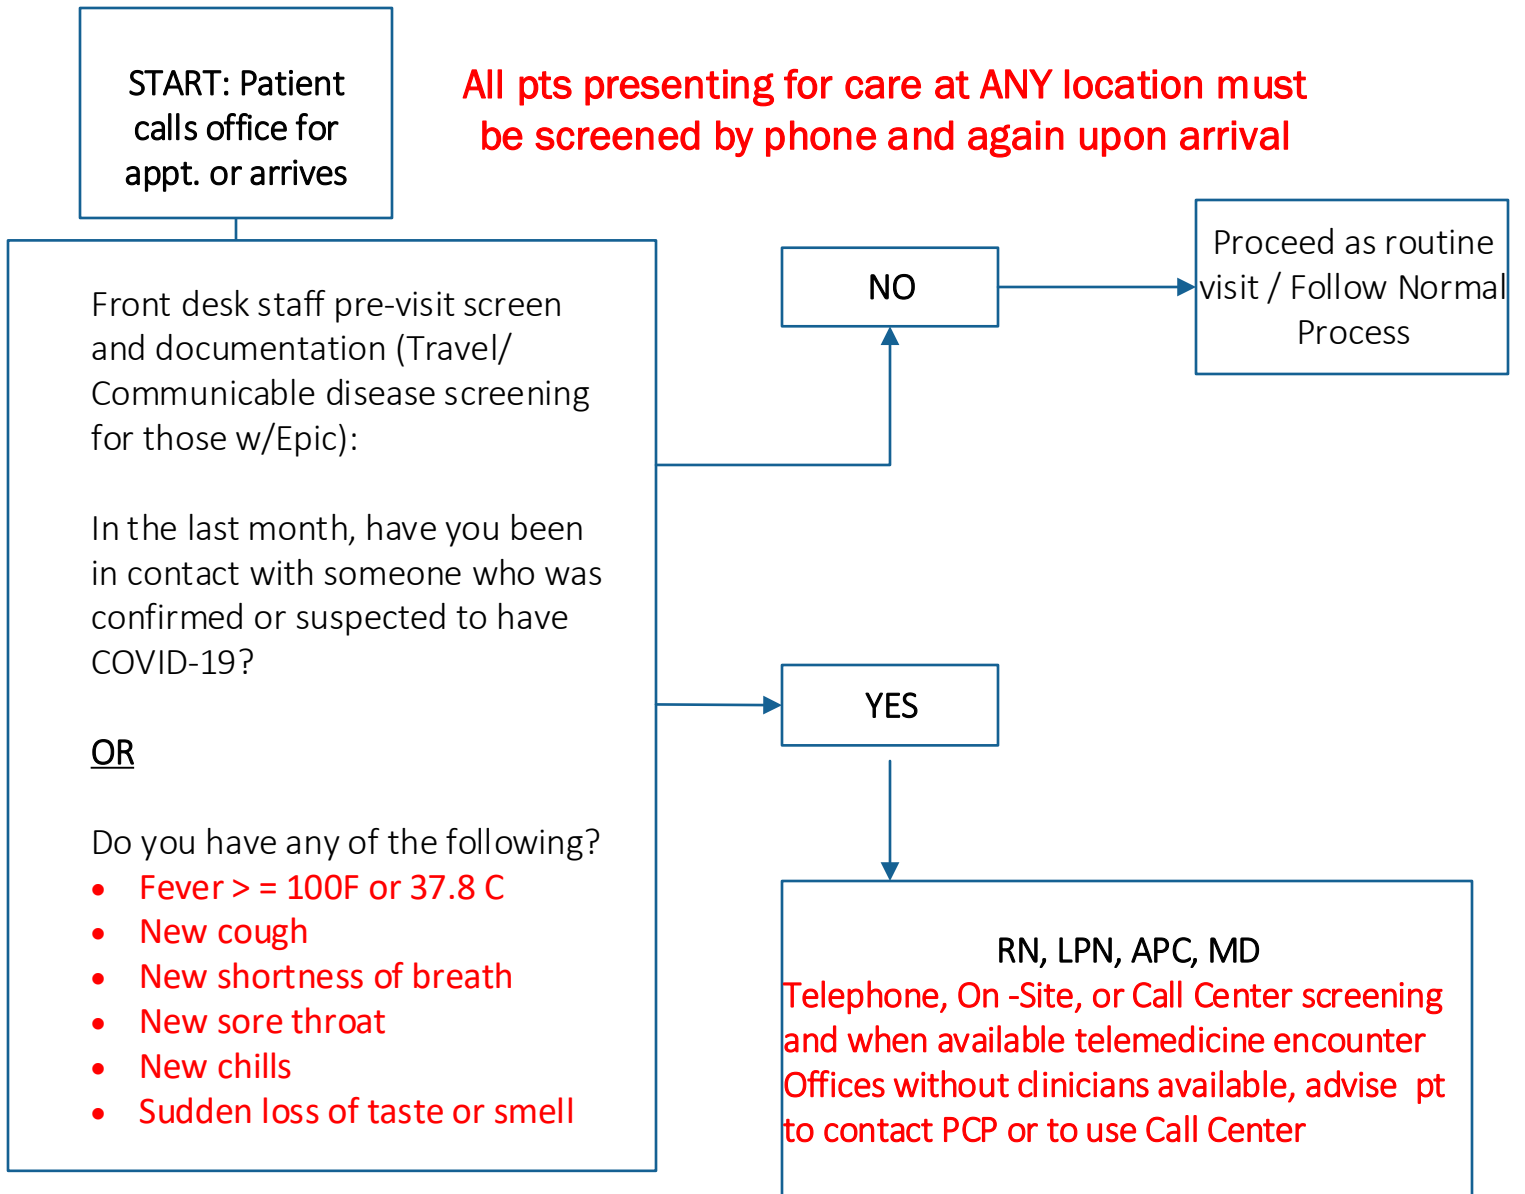 START: Patient
calls office for
appt. or arrives
All pts presenting for care at ANY location must
be screened by phone and again upon arrival
Front desk staff pre-visit screen
and documentation (Travel/
Communicable disease screening
for those w/Epic):
In the last month, have you been
in contact with someone who was
confirmed or suspected to have
COVID-19?
OR
Do you have any of the following?
• Fever > = 100F or 37.8 C
• New cough
• New shortness of breath
• New sore throat
• New chills
• Sudden loss of taste or smell
NO
Proceed as routine
visit / Follow Normal
Process
YES
RN, LPN, APC, MD
Telephone, On -Site, or Call Center screening
and when available telemedicine encounter
Offices without clinicians available, advise  pt
to contact PCP or to use Call Center